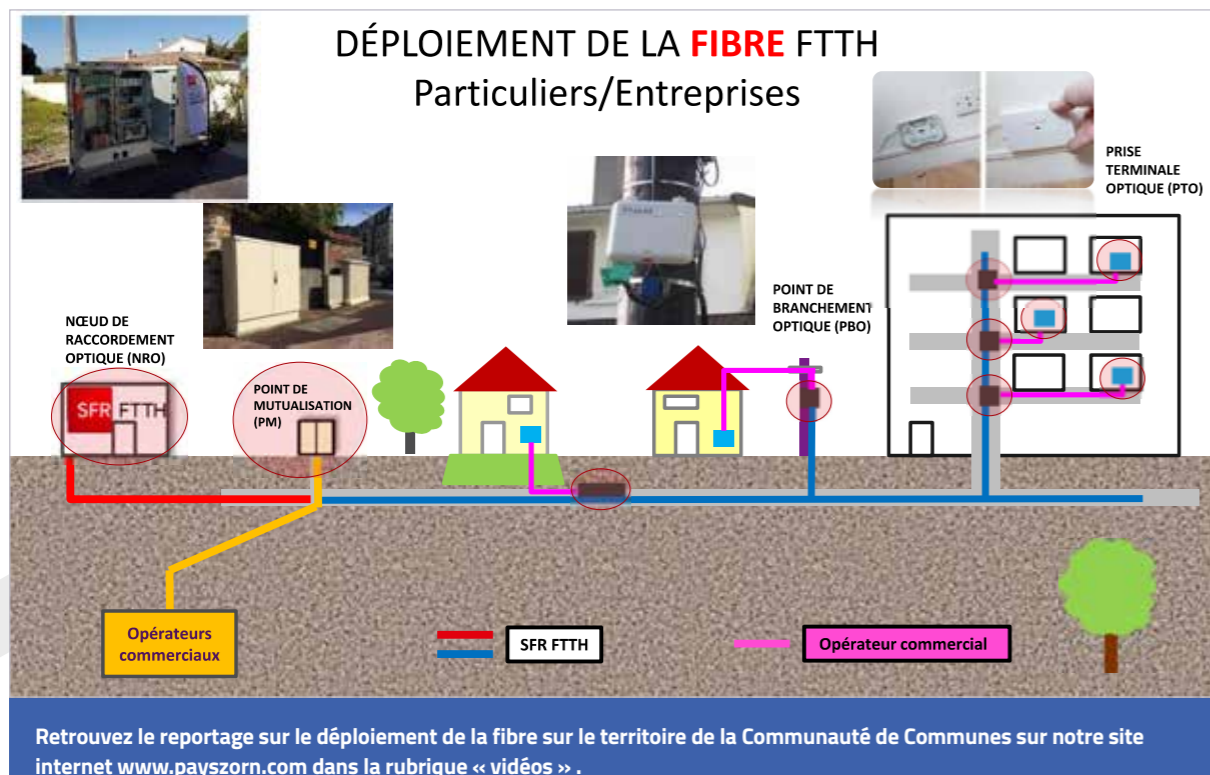 DÉPLOIEMENT DE LA FIBRE FTTH
Particuliers/Entreprises
PRISE
TERMINALE
OPTIQUE (PTO)
POINT DE
BRANCHEMENT
OPTIQUE (PBO)
NŒUD DE
RACCORDEMENT
OPTIQUE (NRO)
SFR FTTH
POINT DE
MUTUALISATION
(PM)
Opérateurs
commerciaux
SFR FTTH
Opérateur commercial
Retrouvez le reportage sur le déploiement de la fibre sur le territoire de la Communauté de Communes sur notre site
internet www.payszorn.com dans la rubrique « vidéos » .